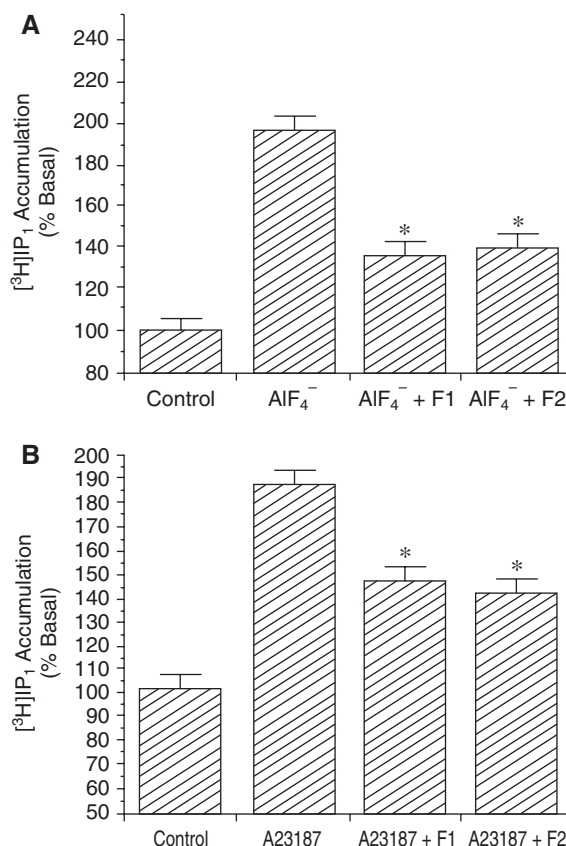 A
240
220
200
180
160
140
120
100
80
[³H]IP₁ Accumulation
(% Basal)
*
*
Control
AlF₄⁻
AlF₄⁻ + F1
AlF₄⁻ + F2
B
200
190
180
170
160
150
140
130
120
110
100
90
80
70
60
50
[³H]IP₁ Accumulation
(% Basal)
*
*
Control
A23187
A23187 + F1
A23187 + F2